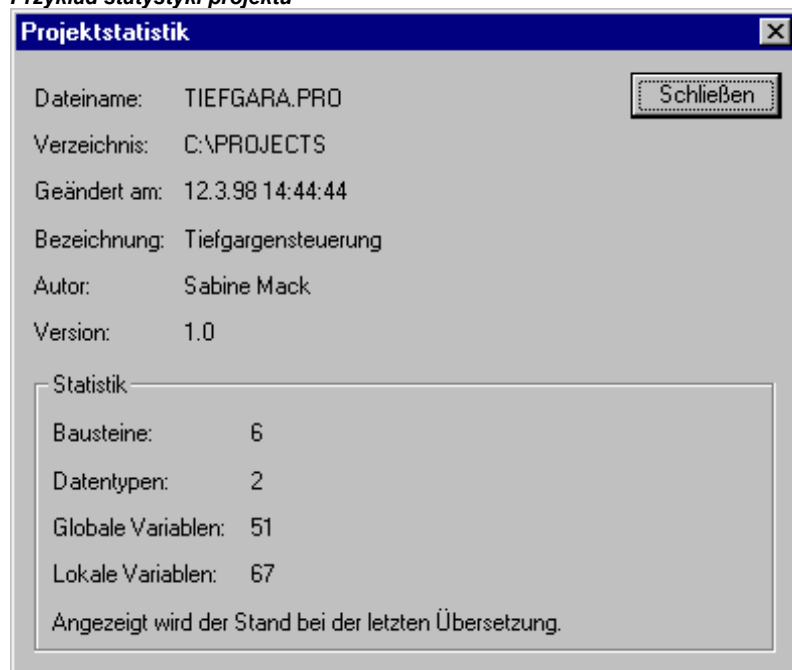 Przykład statystyki projektu
Projektstatistik
Dateiname: TIEFGARA.PRO
Schließen
Verzeichnis: C:\PROJECTS
Geändert am: 12.3.98 14:44:44
Bezeichnung: Tiefgargensteuerung
Autor: Sabine Mack
Version: 1.0
Statistik
Bausteine: 6
Datentypen: 2
Globale Variablen: 51
Lokale Variablen: 67
Angezeigt wird der Stand bei der letzten Übersetzung.